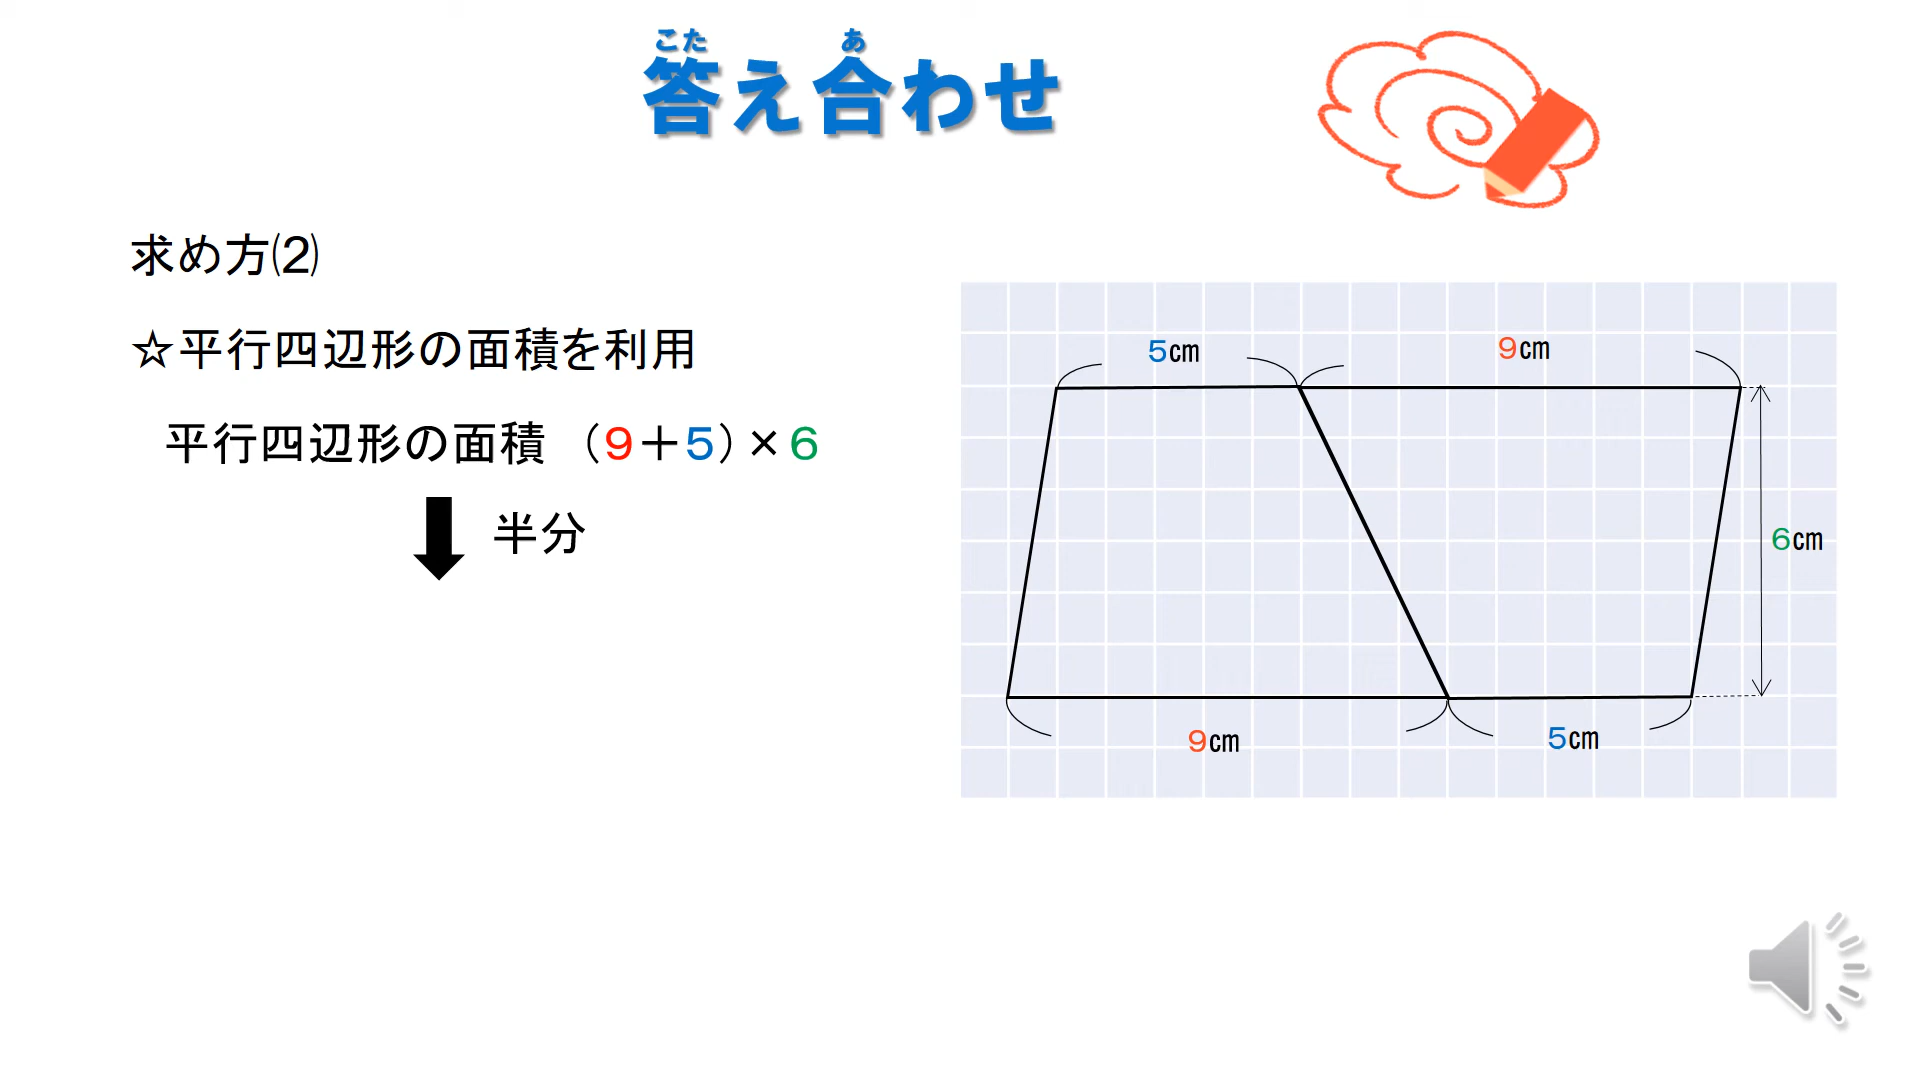 こた あ
答え合わせ
求め方⑵
☆平行四辺形の面積を利用
平行四辺形の面積 （9＋5）×6
半分
5cm 9cm
6cm
9cm 5cm